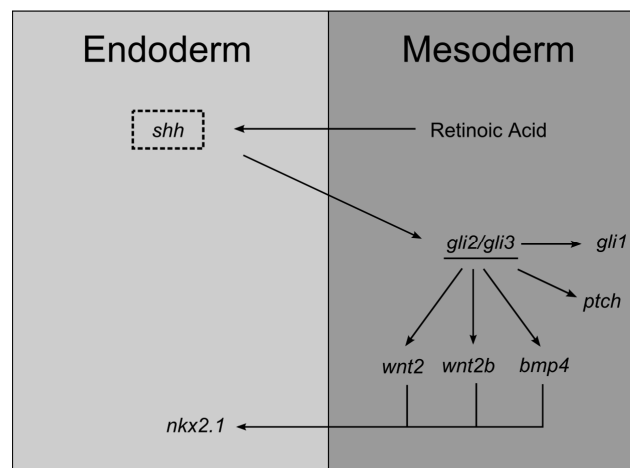 Endoderm Mesoderm
shh Retinoic Acid
gli2/gli3 gli1
ptch
wnt2 wnt2b bmp4
nkx2.1